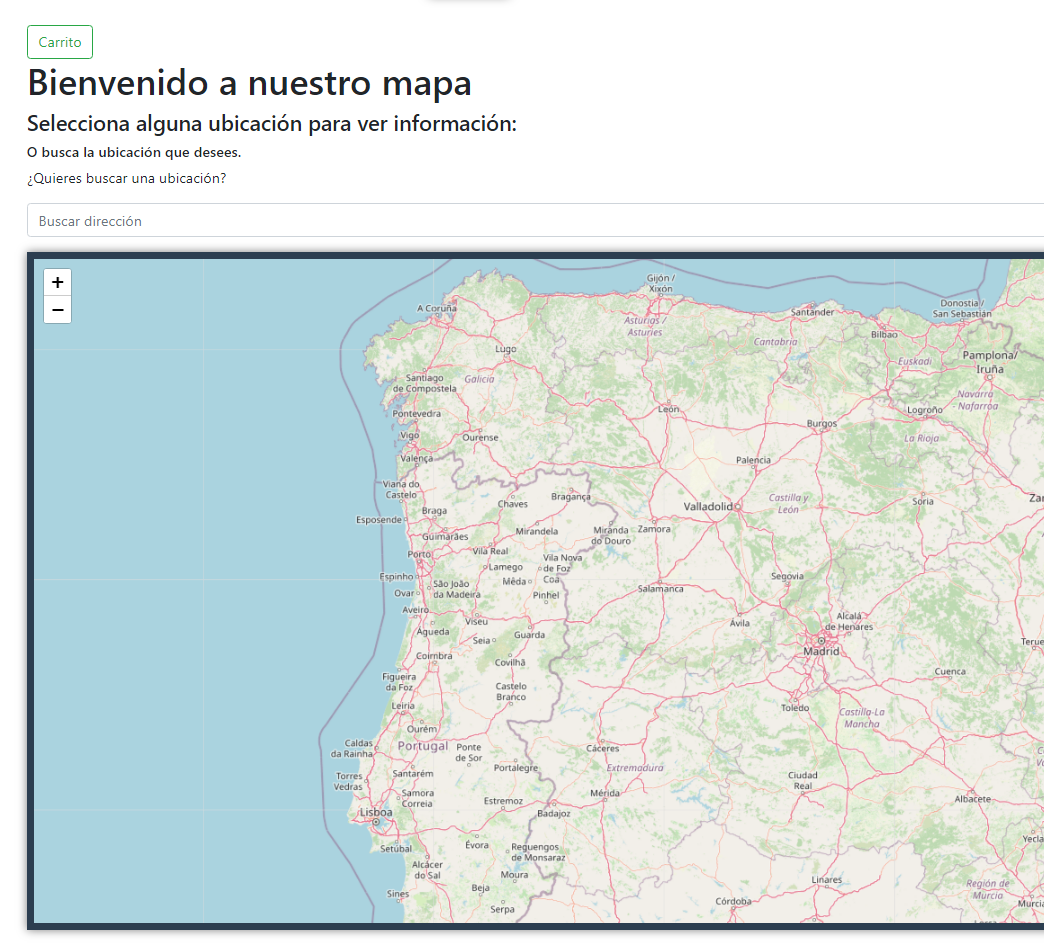 Carrito
Bienvenido a nuestro mapa
Selecciona alguna ubicación para ver información:
O busca la ubicación que desees.
¿Quieres buscar una ubicación?
Buscar dirección
+
−
Gijón /
Xixón
A Coruña
Santander
Donostia /
San Sebastián
Asturias /
Asturies
Cantabria
Bilbao
Lugo
Euskadi
Pamplona/
Iruña
Santiago
de Compostela
Galicia
Navarra
- Nafarroa
León
Logroño
Pontevedra
Burgos
Vigo
Ourense
La Rioja
Valença
Palencia
Viana do
Castelo
Bragança
Castilla y
León
Zar
Chaves
Soria
Valladolid
Braga
Esposende
Mirandela
Miranda
do Douro
Zamora
Guimarães
Porto
Vila Real
Vila Nova
de Foz
Coa
Lamego
Espinho
Mêda
Segovia
São João
da Madeira
Salamanca
Ovar
Pinhel
Aveiro
Alcalá
de Henares
Viseu
Ávila
Águeda
Seia
Guarda
Terue
Madrid
Coimbra
Covilhã
Cuenca
Figueira
da Foz
Castelo
Branco
Leiria
Toledo
Castilla-La
Mancha
Ourém
Caldas
da Rainha
Portugal
Ponte
de Sor
Cáceres
Portalegre
Extremadura
Torres
Vedras
Santarém
Ciudad
Real
Samora
Correia
Mérida
Estremoz
Albacete
Lisboa
Badajoz
Setúbal
Évora
Reguengos
de Monsaraz
Yecla
Alcácer
do Sal
Moura
Linares
Sines
Beja
Región de
Murcia
Córdoba
Murcia
Serpa